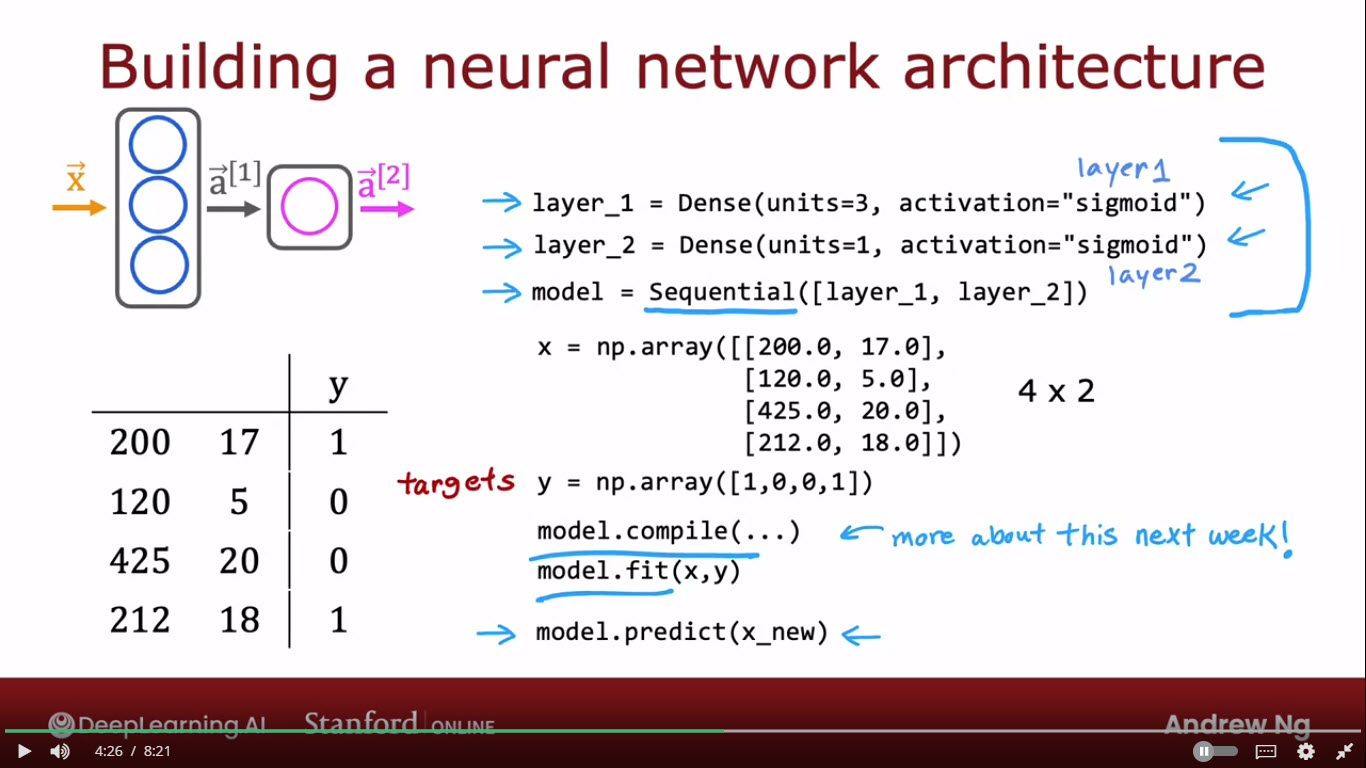 Building a neural network architecture
x⃗
a⃗[1]
a⃗[2]
layer1
layer_1 = Dense(units=3, activation="sigmoid")
layer_2 = Dense(units=1, activation="sigmoid")
layer2
model = Sequential([layer_1, layer_2])
x = np.array([[200.0, 17.0],
[120.0, 5.0],
[425.0, 20.0],
[212.0, 18.0]])
4 x 2
targets y = np.array([1,0,0,1])
model.compile(...) ← more about this next week!
model.fit(x,y)
model.predict(x_new)
y
200 17 1
120 5 0
425 20 0
212 18 1
DeepLearning.AI Stanford ONLINE Andrew Ng
4:26 / 8:21